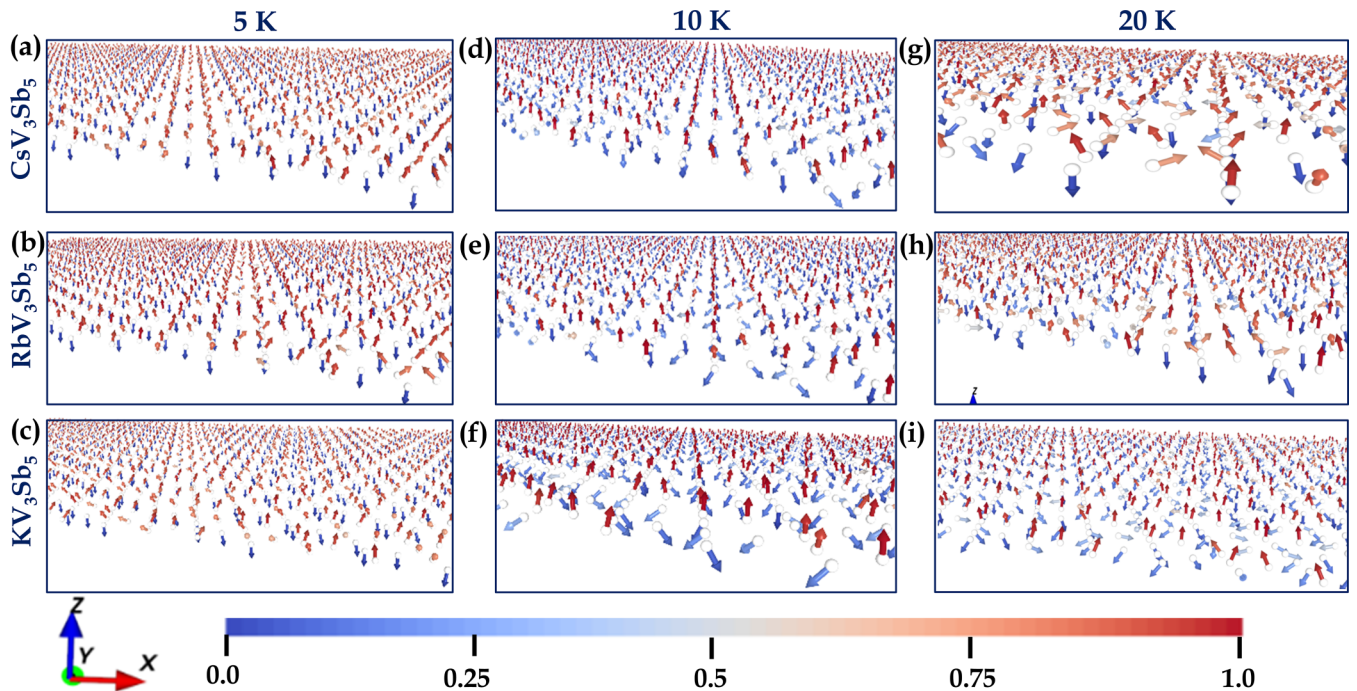 5 K
10 K
20 K
(a)
(d)
(g)
CsV₃Sb₅
(b)
(e)
(h)
RbV₃Sb₅
z
(c)
(f)
(i)
KV₃Sb₅
Z
Y
X
0.0
0.25
0.5
0.75
1.0